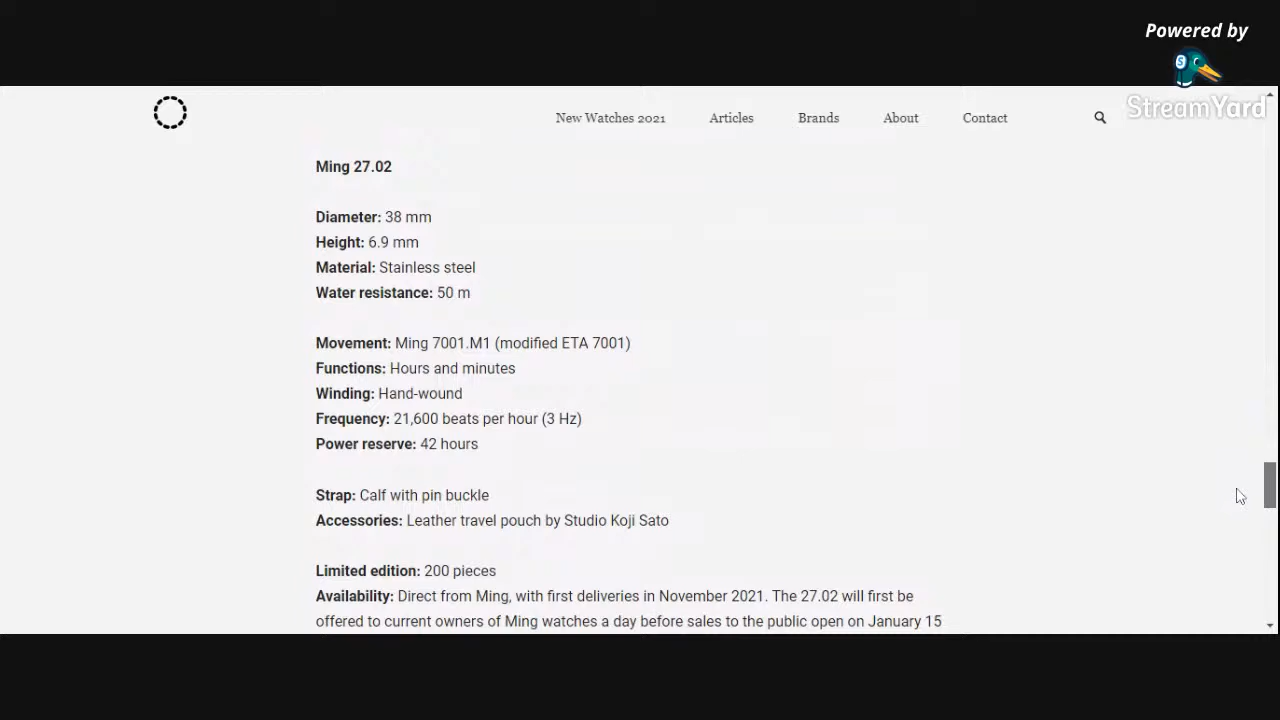 Powered by
StreamYard
New Watches 2021 Articles Brands About Contact
Ming 27.02
Diameter: 38 mm
Height: 6.9 mm
Material: Stainless steel
Water resistance: 50 m
Movement: Ming 7001.M1 (modified ETA 7001)
Functions: Hours and minutes
Winding: Hand-wound
Frequency: 21,600 beats per hour (3 Hz)
Power reserve: 42 hours
Strap: Calf with pin buckle
Accessories: Leather travel pouch by Studio Koji Sato
Limited edition: 200 pieces
Availability: Direct from Ming, with first deliveries in November 2021. The 27.02 will first be
offered to current owners of Ming watches a day before sales to the public open on January 15